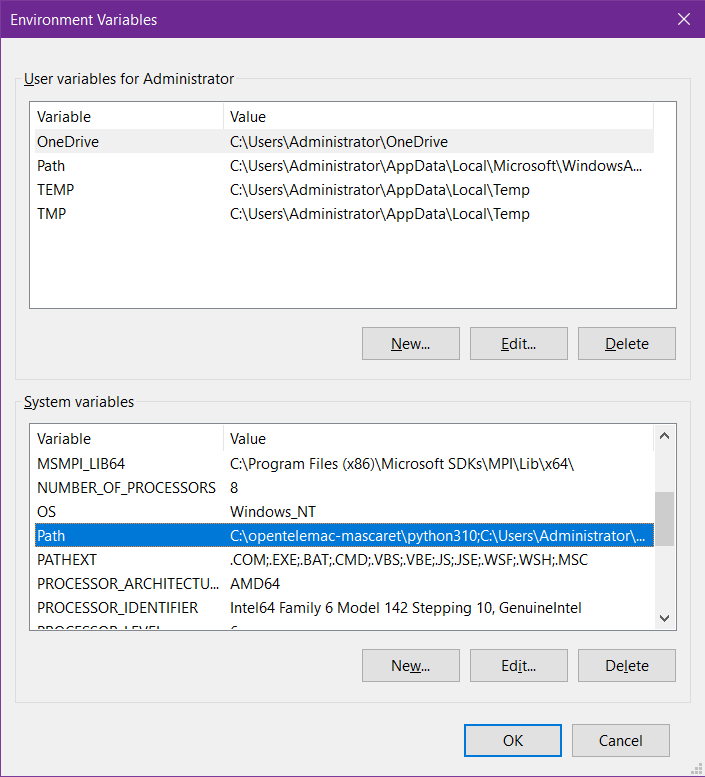 Environment Variables
User variables for Administrator
Variable Value
OneDrive C:\Users\Administrator\OneDrive
Path C:\Users\Administrator\AppData\Local\Microsoft\WindowsA...
TEMP C:\Users\Administrator\AppData\Local\Temp
TMP C:\Users\Administrator\AppData\Local\Temp
New... Edit... Delete
System variables
Variable Value
MSMPI_LIB64 C:\Program Files (x86)\Microsoft SDKs\MPI\Lib\x64\
NUMBER_OF_PROCESSORS 8
OS Windows_NT
Path C:\opentelemac-mascaret\python310;C:\Users\Administrator\...
PATHEXT .COM;.EXE;.BAT;.CMD;.VBS;.VBE;.JS;.JSE;.WSF;.WSH;.MSC
PROCESSOR_ARCHITECTU... AMD64
PROCESSOR_IDENTIFIER Intel64 Family 6 Model 142 Stepping 10, GenuineIntel
PROCESSOR_LEVEL 6
New... Edit... Delete
OK Cancel